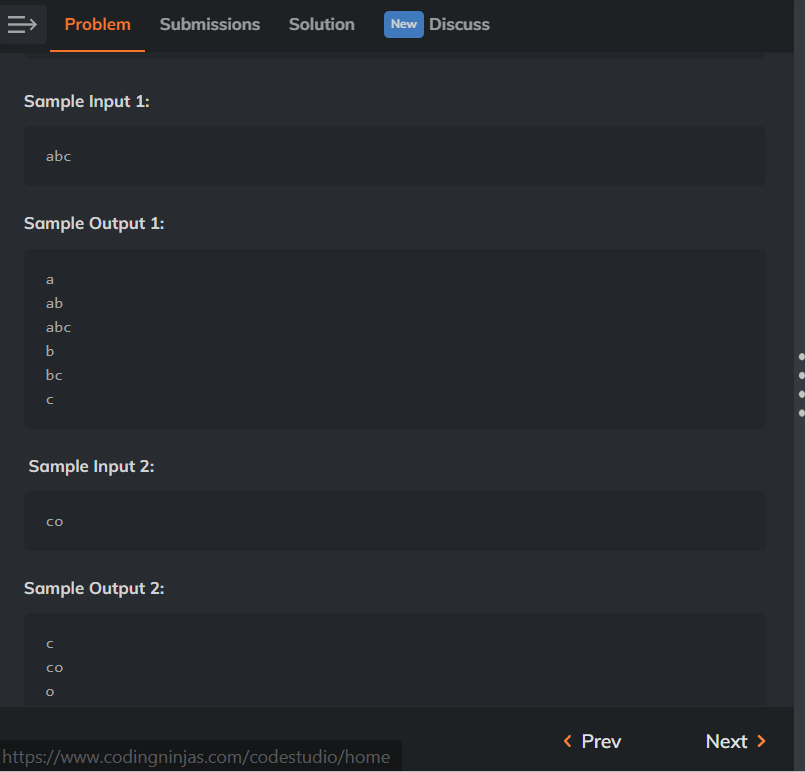 Problem Submissions Solution New Discuss
Sample Input 1:
abc
Sample Output 1:
a
ab
abc
b
bc
c
Sample Input 2:
co
Sample Output 2:
c
co
o
Prev Next
https://www.codingninjas.com/codestudio/home